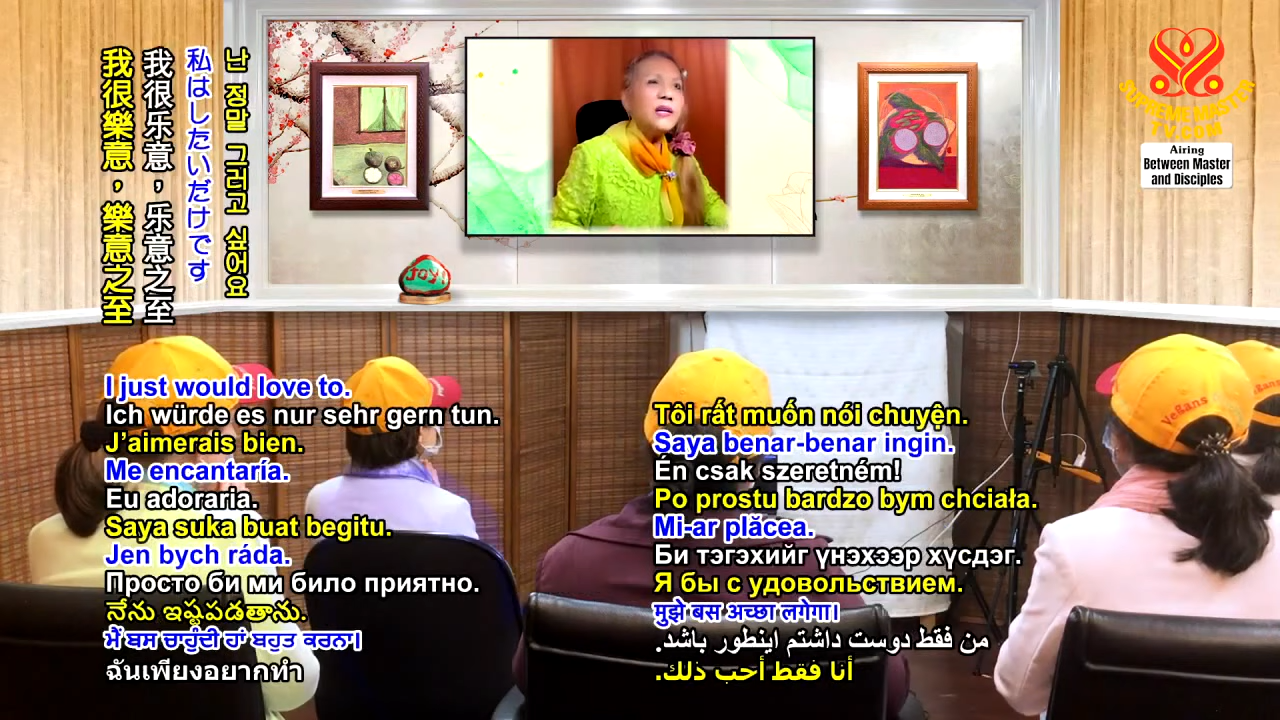 난 정말 그러고 싶어요
私はしたいだけです
我很乐意，乐意之至
我很樂意，樂意之至
SUPREME MASTER
TV.COM
Airing
Between Master
and Disciples
JOY!
Vegans
I just would love to.
Ich würde es nur sehr gern tun.
J’aimerais bien.
Me encantaría.
Eu adoraria.
Saya suka buat begitu.
Jen bych ráda.
Просто би ми било приятно.
నేను ఇష్టపడతాను.
ਮੈਂ ਬਸ ਚਾਹੁੰਦੀ ਹਾਂ ਬਹੁਤ ਕਰਨਾ।
ฉันเพียงอยากทำ
Tôi rất muốn nói chuyện.
Saya benar-benar ingin.
Én csak szeretném!
Po prostu bardzo bym chciała.
Mi-ar plăcea.
Би тэгэхийг үнэхээр хүсдэг.
Я бы с удовольствием.
मुझे बस अच्छा लगेगा।
من فقط دوست داشتم اینطور باشد.
أنا فقط أحب ذلك.